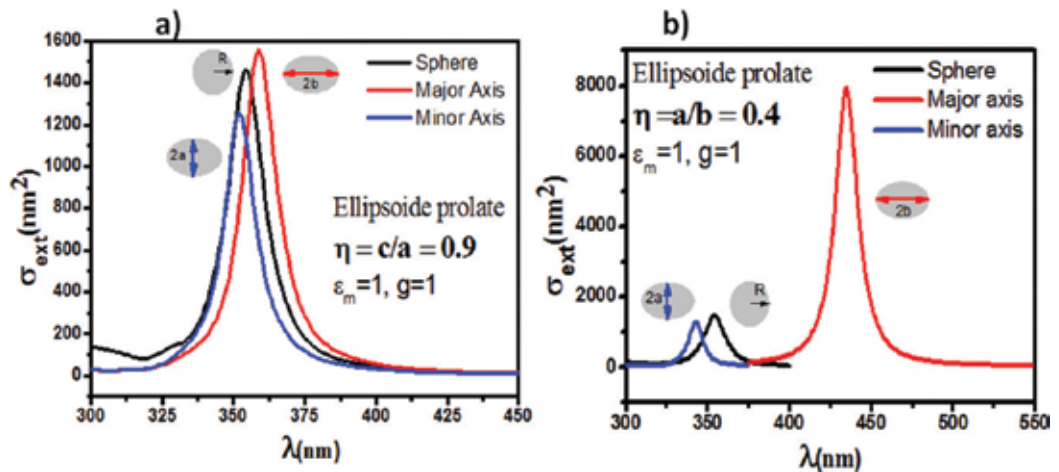 a)
1600
1400
1200
1000
800
600
400
200
0
σext(nm²)
300
325
350
375
400
425
450
λ(nm)
R
2b
2a
Sphere
Major Axis
Minor Axis
Ellipsoide prolate
η = c/a = 0.9
εm=1, g=1
b)
8000
6000
4000
2000
0
σext(nm²)
300
350
400
450
500
550
λ(nm)
Ellipsoide prolate
η = a/b = 0.4
εm=1, g=1
Sphere
Major axis
Minor axis
2b
2a
R